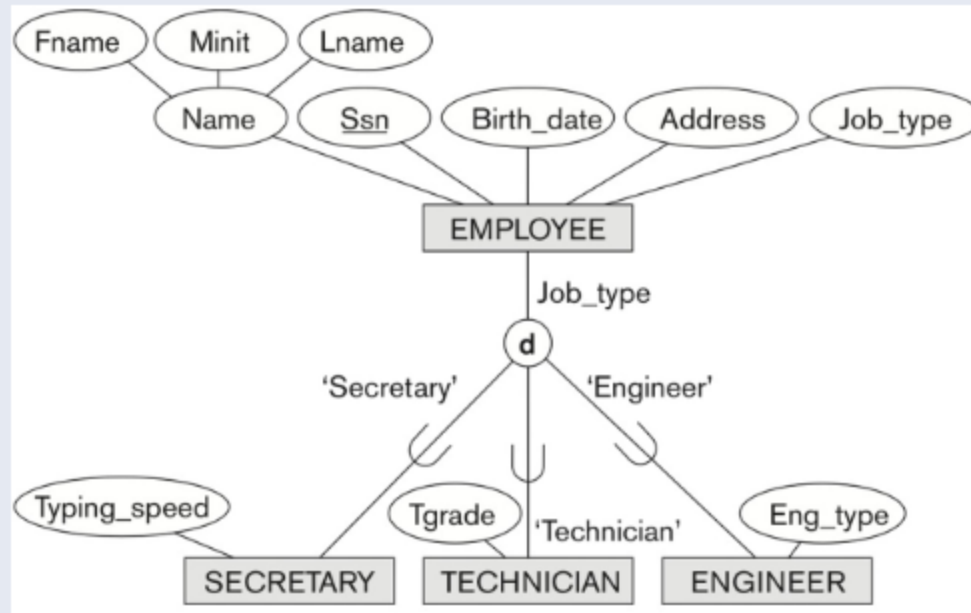 Fname Minit Lname
Name Ssn Birth_date Address Job_type
EMPLOYEE
Job_type
d
‘Secretary’ ‘Engineer’
Typing_speed Tgrade Eng_type
‘Technician’
SECRETARY TECHNICIAN ENGINEER